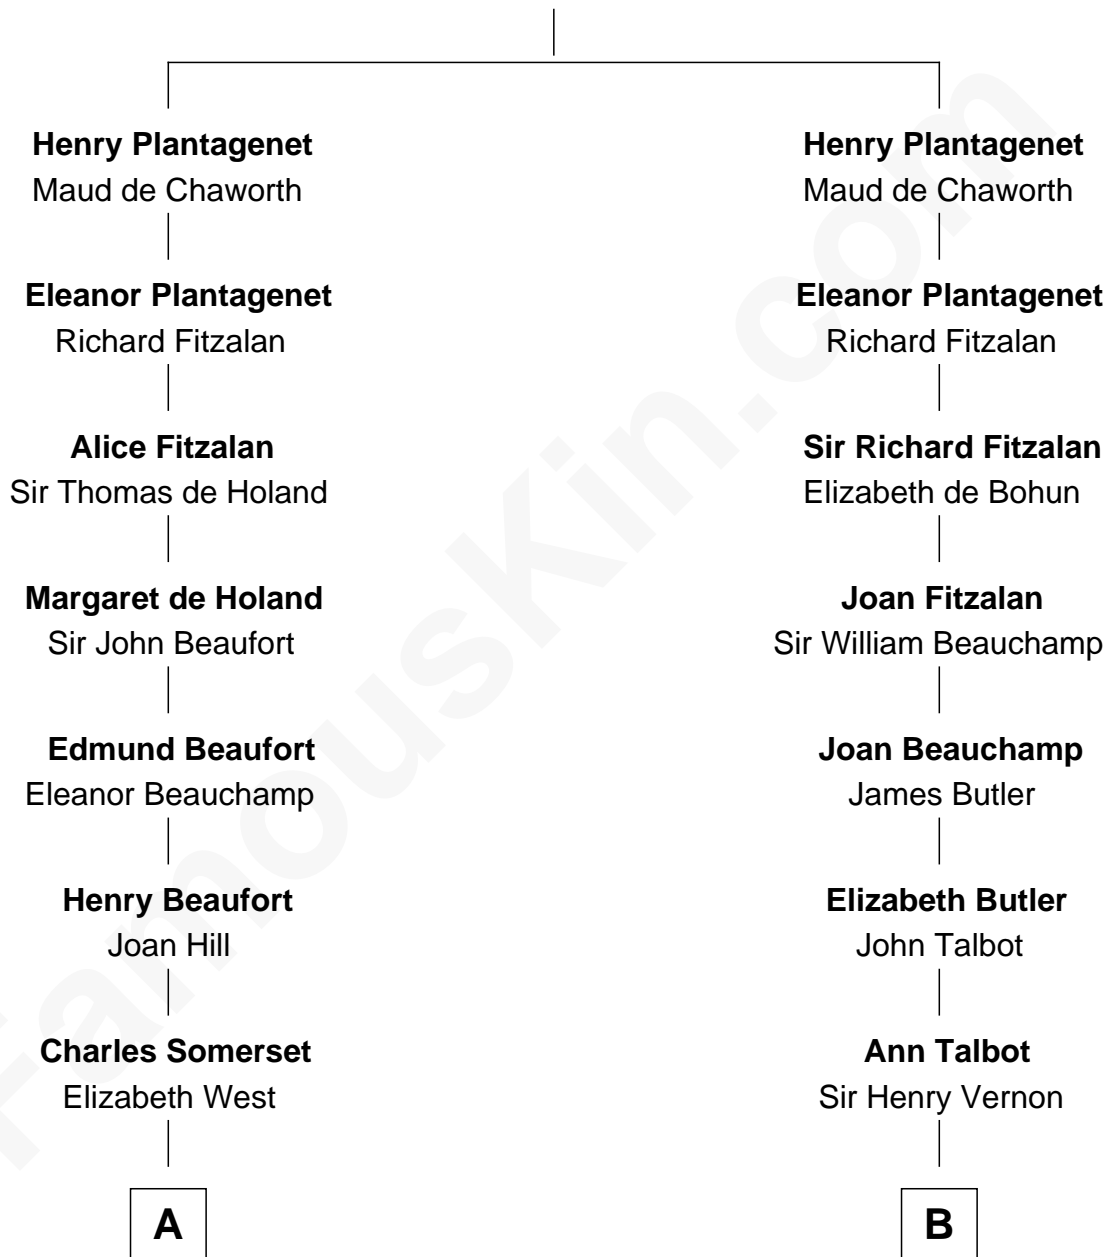 Henry Plantagenet
Maud de Chaworth
Eleanor Plantagenet
Richard Fitzalan
Alice Fitzalan
Sir Thomas de Holand
Margaret de Holand
Sir John Beaufort
Edmund Beaufort
Eleanor Beauchamp
Henry Beaufort
Joan Hill
Charles Somerset
Elizabeth West
A
Henry Plantagenet
Maud de Chaworth
Eleanor Plantagenet
Richard Fitzalan
Sir Richard Fitzalan
Elizabeth de Bohun
Joan Fitzalan
Sir William Beauchamp
Joan Beauchamp
James Butler
Elizabeth Butler
John Talbot
Ann Talbot
Sir Henry Vernon
B
FamousKin.com